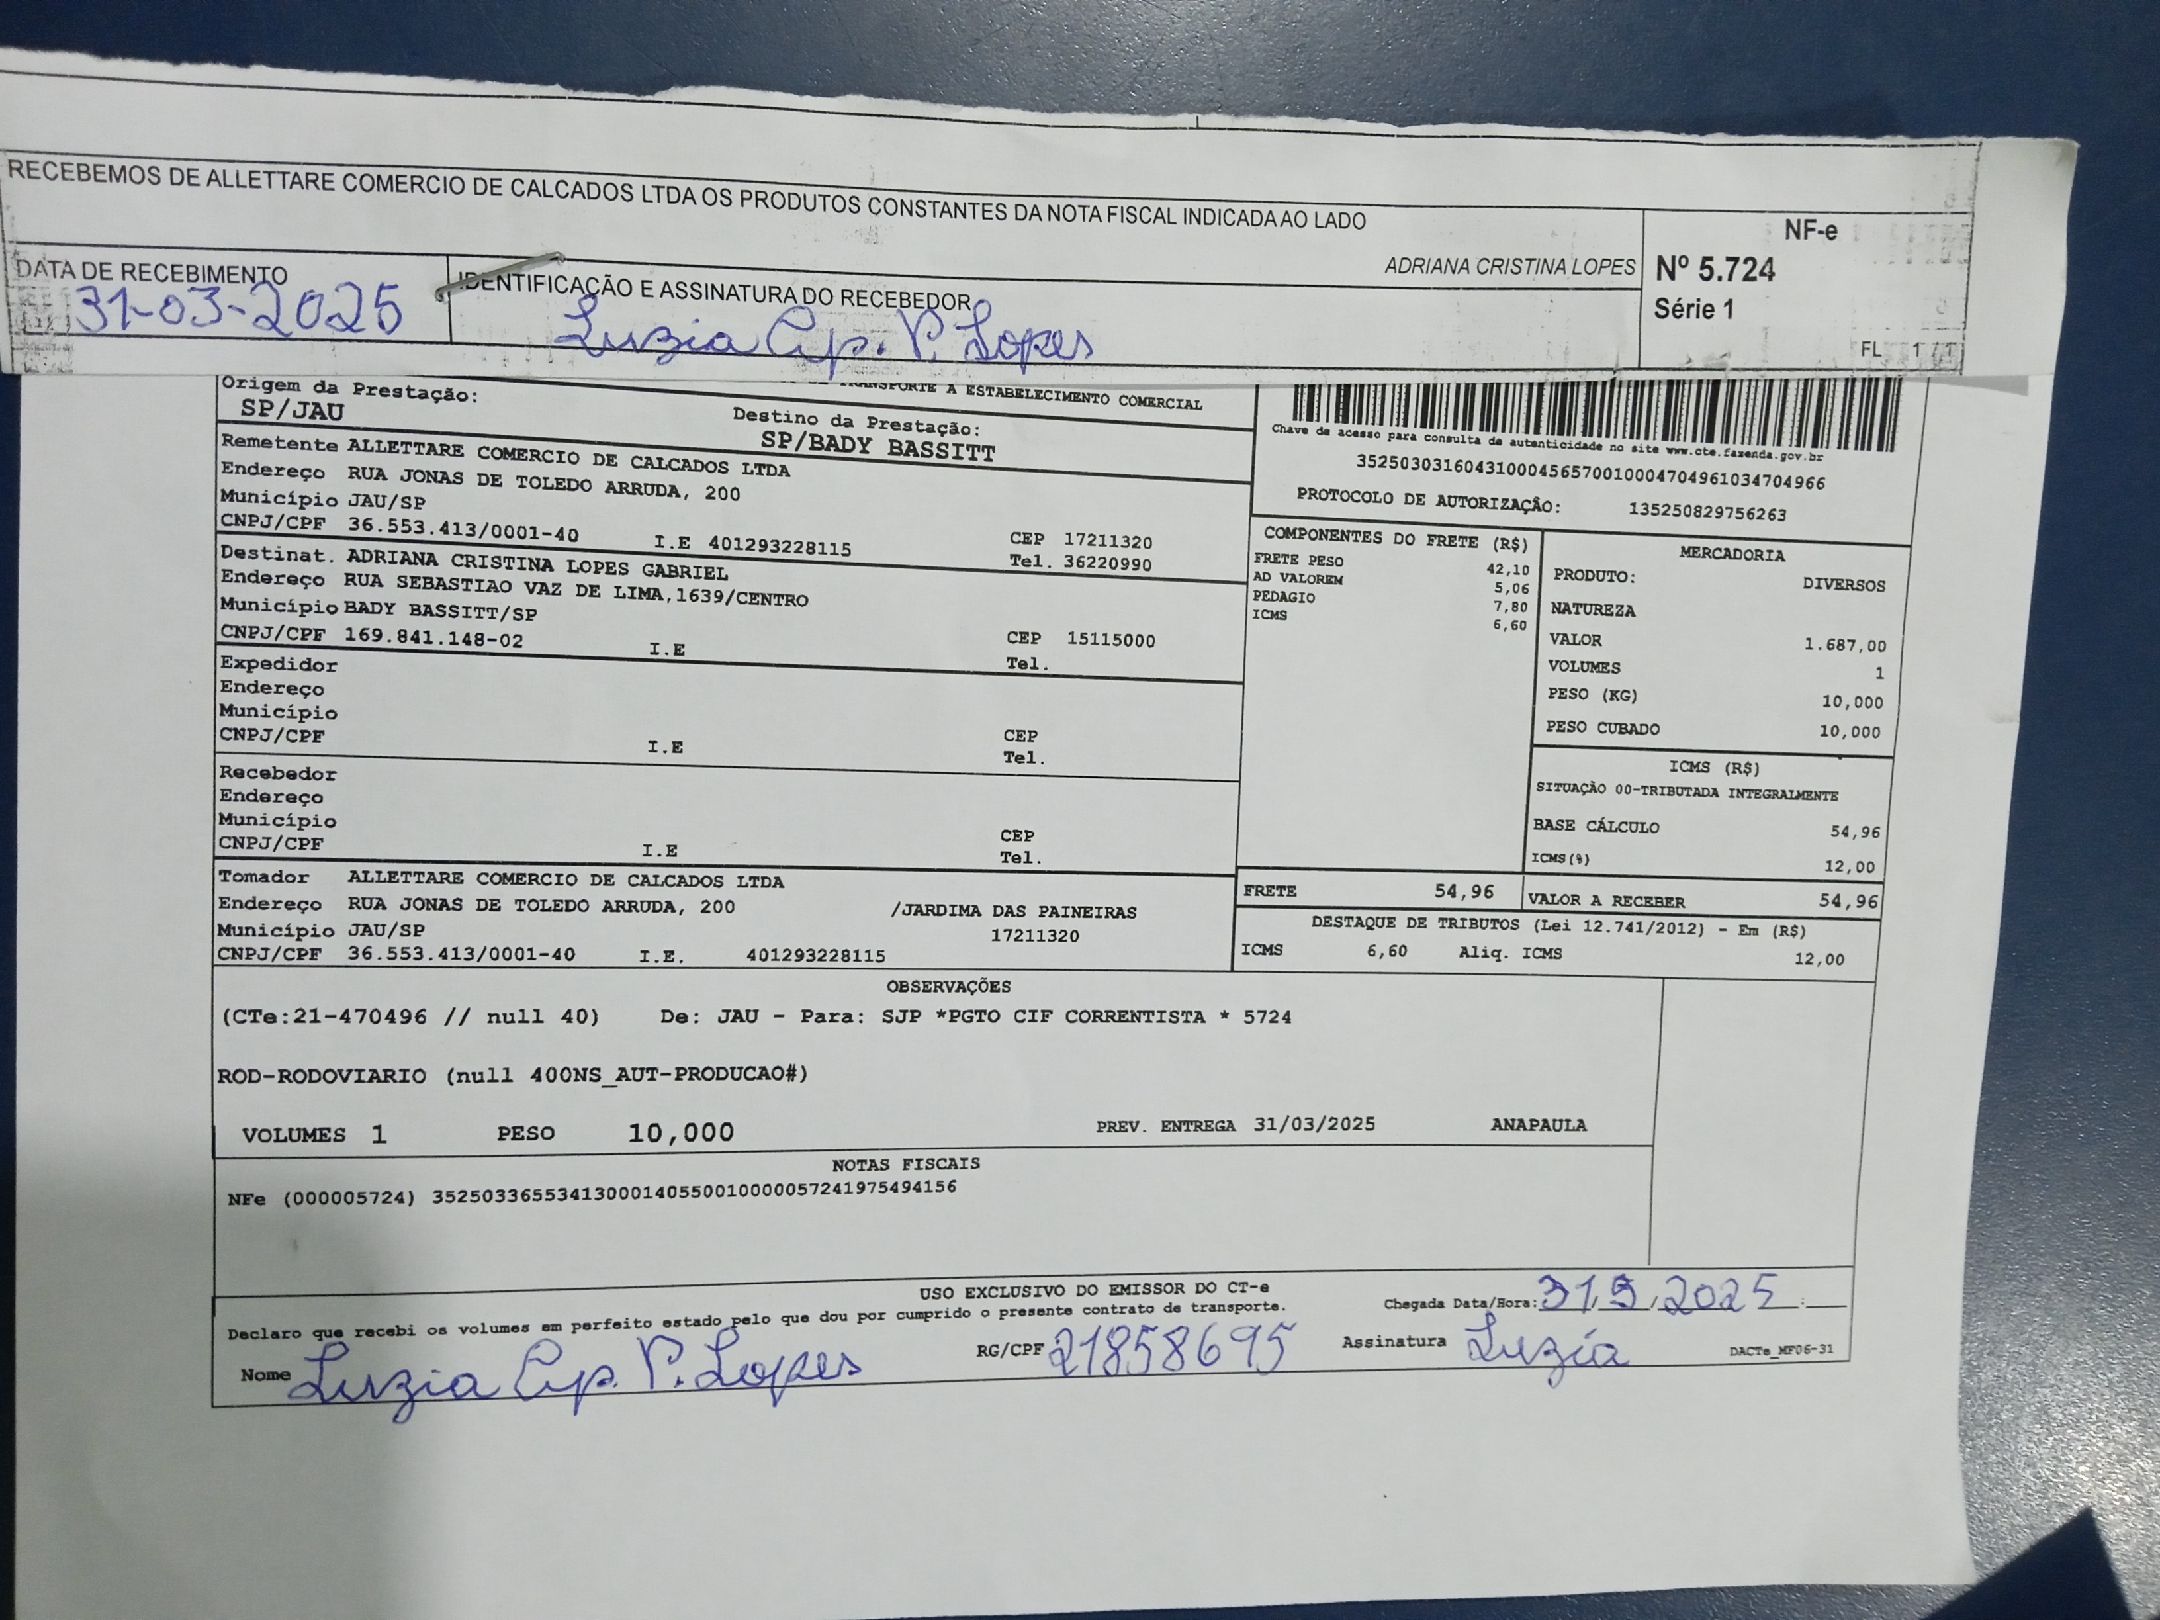 RECEBEMOS DE ALLETTARE COMERCIO DE CALCADOS LTDA OS PRODUTOS CONSTANTES DA NOTA FISCAL INDICADA AO LADO
ADRIANA CRISTINA LOPES
NF-e
Nº 5.724
Série 1
FL 1 / 1
DATA DE RECEBIMENTO
31-03-2025
IDENTIFICAÇÃO E ASSINATURA DO RECEBEDOR
Luzia Ap. P. Lopes
TRANSPORTE A ESTABELECIMENTO COMERCIAL
Origem da Prestação:
SP/JAU
Destino da Prestação:
SP/BADY BASSITT
Chave de acesso para consulta de autenticidade no site www.cte.fazenda.gov.br
35250303160431000456570010004704961034704966
PROTOCOLO DE AUTORIZAÇÃO: 135250829756263
Remetente ALLETTARE COMERCIO DE CALCADOS LTDA
Endereço RUA JONAS DE TOLEDO ARRUDA, 200
Município JAU/SP CEP 17211320
CNPJ/CPF 36.553.413/0001-40 I.E 401293228115 Tel. 36220990
Destinat. ADRIANA CRISTINA LOPES GABRIEL
Endereço RUA SEBASTIAO VAZ DE LIMA,1639/CENTRO
Município BADY BASSITT/SP CEP 15115000
CNPJ/CPF 169.841.148-02 I.E Tel.
Expedidor
Endereço
Município CEP
CNPJ/CPF I.E Tel.
Recebedor
Endereço
Município CEP
CNPJ/CPF I.E Tel.
Tomador ALLETTARE COMERCIO DE CALCADOS LTDA
Endereço RUA JONAS DE TOLEDO ARRUDA, 200 /JARDIMA DAS PAINEIRAS
Município JAU/SP 17211320
CNPJ/CPF 36.553.413/0001-40 I.E. 401293228115
COMPONENTES DO FRETE (R$)
FRETE PESO 42,10
AD VALOREM 5,06
PEDAGIO 7,80
ICMS 6,60
MERCADORIA
PRODUTO: DIVERSOS
NATUREZA
VALOR 1.687,00
VOLUMES 1
PESO (KG) 10,000
PESO CUBADO 10,000
ICMS (R$)
SITUAÇÃO 00-TRIBUTADA INTEGRALMENTE
BASE CÁLCULO 54,96
ICMS(%) 12,00
FRETE 54,96 VALOR A RECEBER 54,96
DESTAQUE DE TRIBUTOS (Lei 12.741/2012) - Em (R$)
ICMS 6,60 Aliq. ICMS 12,00
OBSERVAÇÕES
(CTe:21-470496 // null 40) De: JAU - Para: SJP *PGTO CIF CORRENTISTA * 5724
ROD-RODOVIARIO (null 400NS_AUT-PRODUCAO#)
VOLUMES 1 PESO 10,000 PREV. ENTREGA 31/03/2025 ANAPAULA
NOTAS FISCAIS
NFe (000005724) 35250336553413000140550010000057241975494156
USO EXCLUSIVO DO EMISSOR DO CT-e
Declaro que recebi os volumes em perfeito estado pelo que dou por cumprido o presente contrato de transporte.
Chegada Data/Hora: 31/3/2025 :
Nome Luzia Ap. P. Lopes RG/CPF 21858695 Assinatura Luzia
DACTe_MF06-31